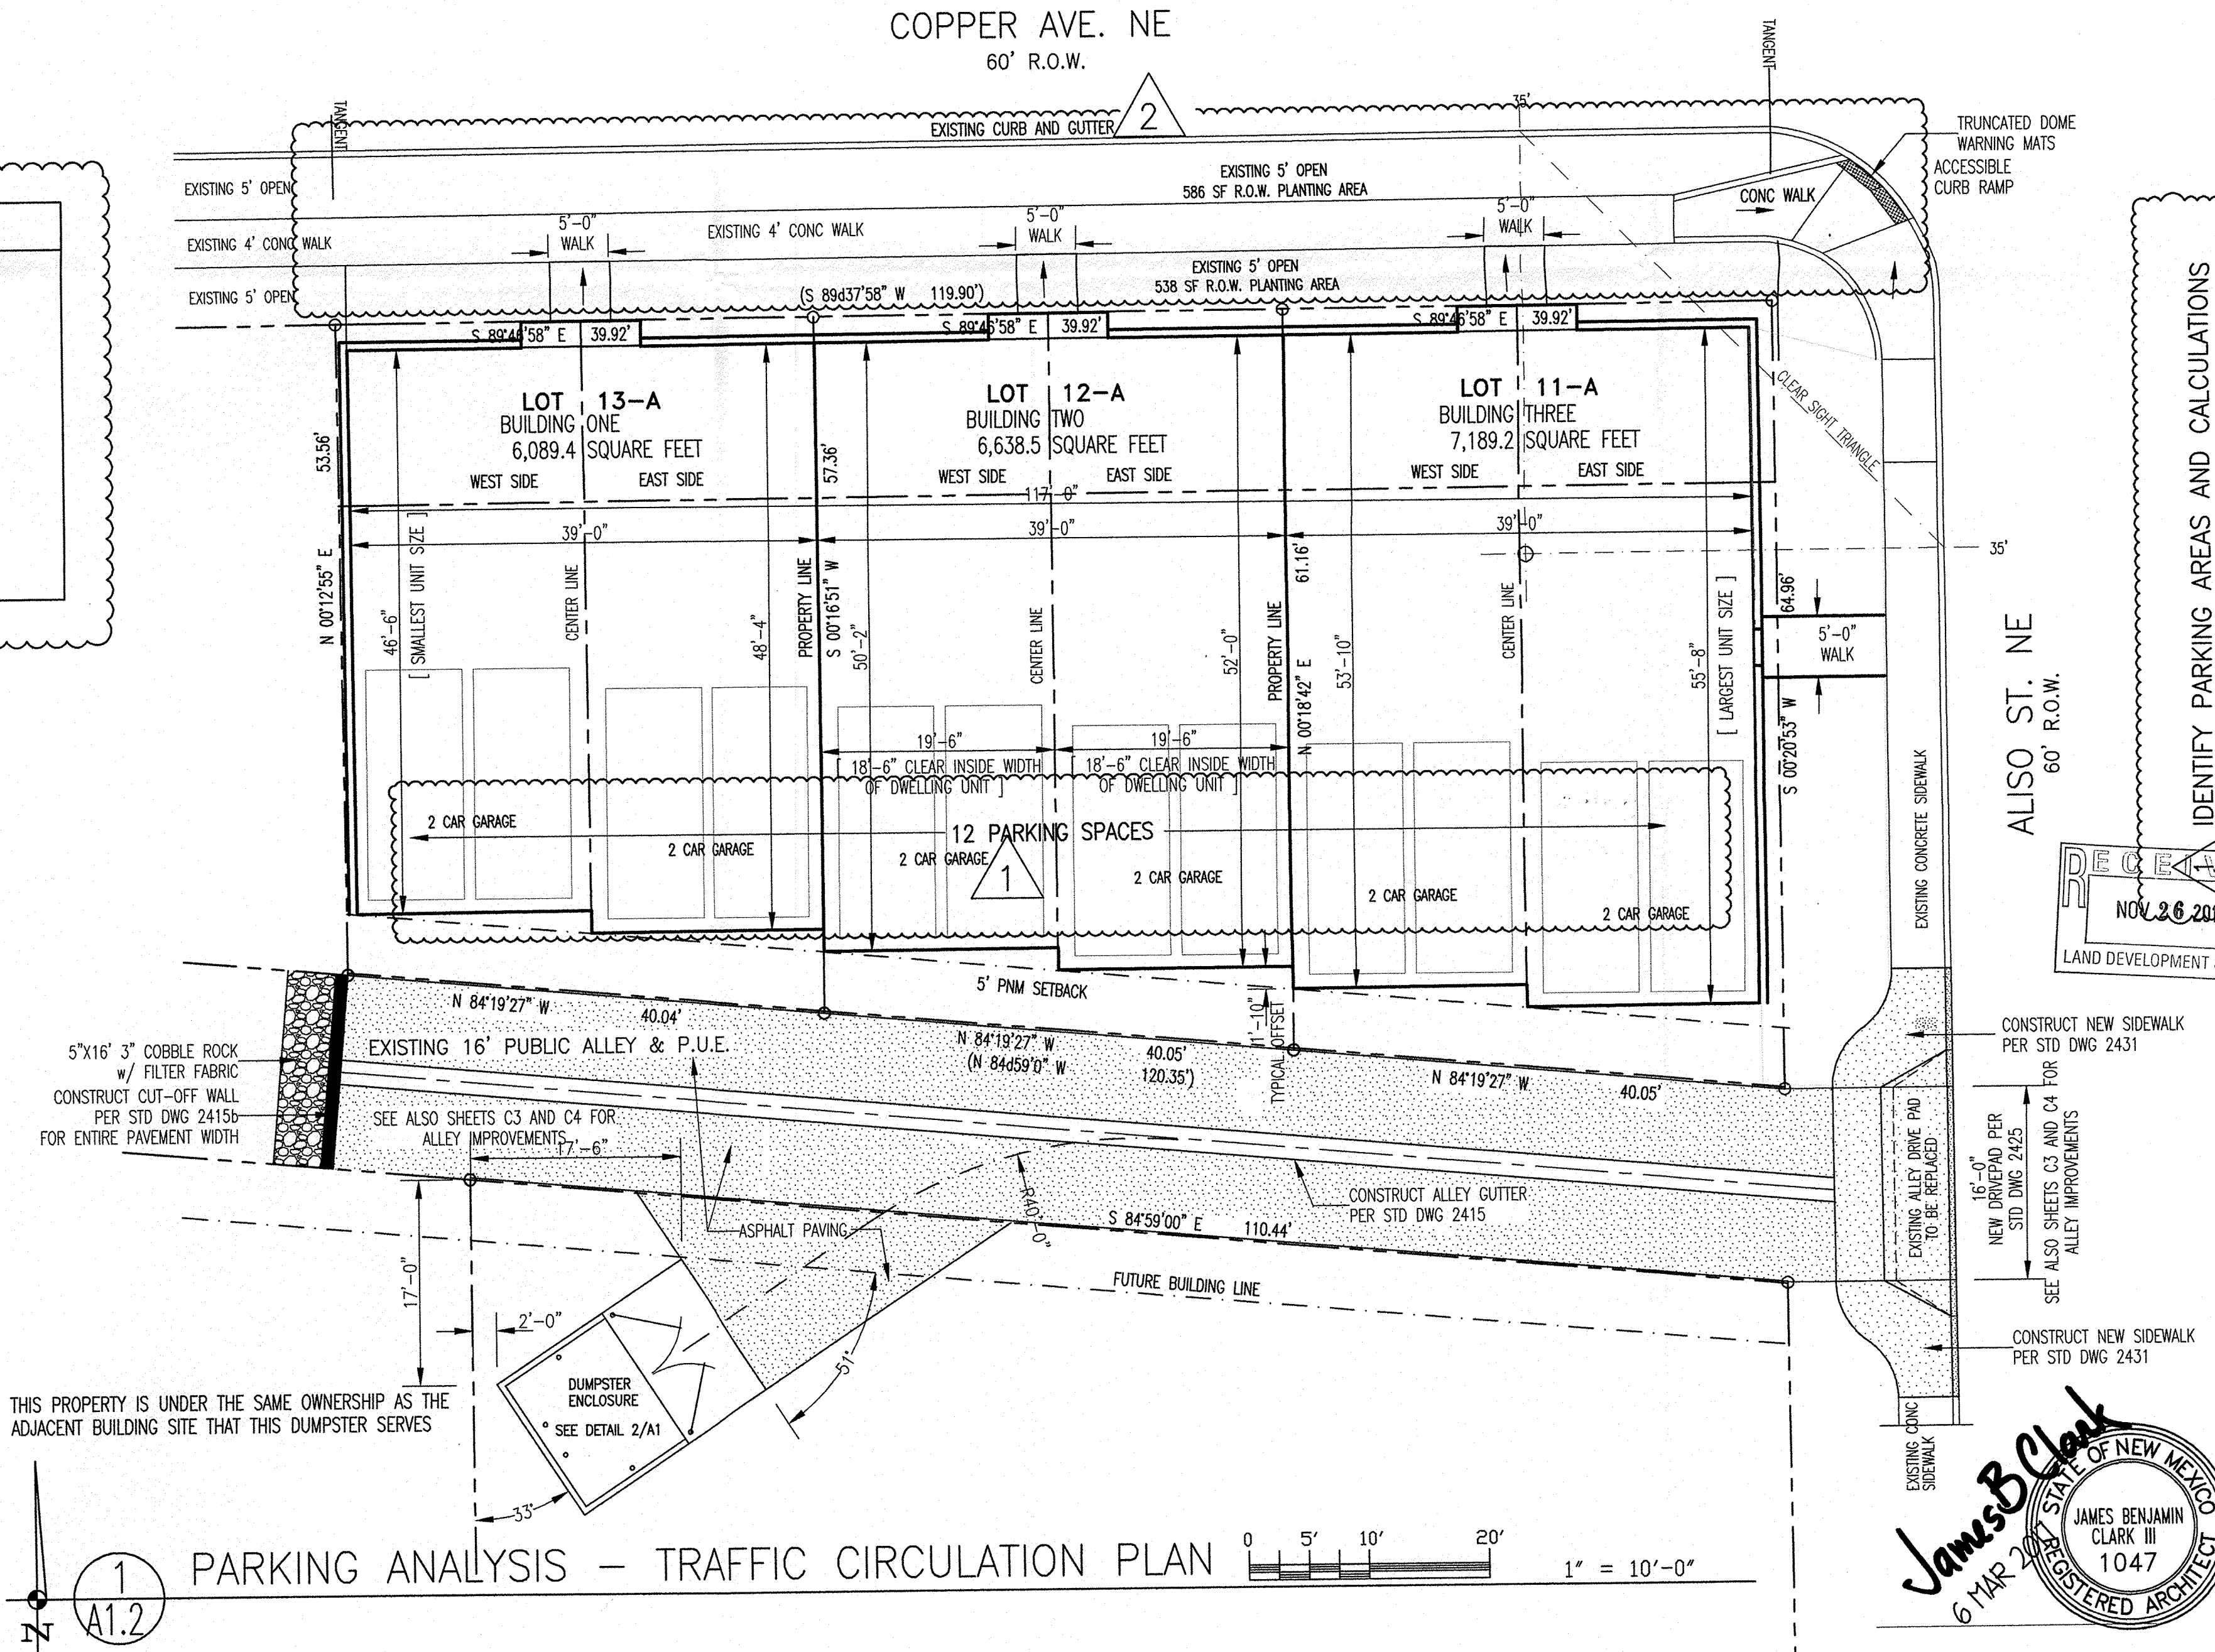 COPPER AVE. NE
60' R.O.W.
TANGENT
TANGENT
2
35'
EXISTING CURB AND GUTTER
TRUNCATED DOME
WARNING MATS
ACCESSIBLE
CURB RAMP
EXISTING 5' OPEN
EXISTING 5' OPEN
586 SF R.O.W. PLANTING AREA
CONC WALK
EXISTING 4' CONC WALK
5'-0"
WALK
EXISTING 4' CONC WALK
5'-0"
WALK
5'-0"
WALK
EXISTING 5' OPEN
EXISTING 5' OPEN
538 SF R.O.W. PLANTING AREA
(S 89d37'58" W 119.90')
S 89°46'58" E 39.92'
S 89°46'58" E 39.92'
S 89°46'58" E 39.92'
LOT 13-A
BUILDING ONE
6,089.4 SQUARE FEET
WEST SIDE EAST SIDE
LOT 12-A
BUILDING TWO
6,638.5 SQUARE FEET
WEST SIDE EAST SIDE
LOT 11-A
BUILDING THREE
7,189.2 SQUARE FEET
WEST SIDE EAST SIDE
CLEAR SIGHT TRIANGLE
117'-0"
39'-0"
39'-0"
39'-0"
35'
N 00°12'55" E 53.56'
46'-6"
[ SMALLEST UNIT SIZE ]
CENTER LINE
48'-4"
PROPERTY LINE
S 00°16'51" W 57.36'
50'-2"
CENTER LINE
52'-0"
PROPERTY LINE
N 00°18'42" E 61.16'
53'-10"
CENTER LINE
55'-8"
[ LARGEST UNIT SIZE ]
S 00°20'53" W 64.96'
5'-0"
WALK
EXISTING CONCRETE SIDEWALK
ALISO ST. NE
60' R.O.W.
IDENTIFY PARKING AREAS AND CALCULATIONS
19'-6"
19'-6"
[ 18'-6" CLEAR INSIDE WIDTH
OF DWELLING UNIT ]
[ 18'-6" CLEAR INSIDE WIDTH
OF DWELLING UNIT ]
12 PARKING SPACES
1
2 CAR GARAGE
2 CAR GARAGE
2 CAR GARAGE
2 CAR GARAGE
2 CAR GARAGE
2 CAR GARAGE
NOV 26 201
LAND DEVELOPMENT
5' PNM SETBACK
1'-10"
TYPICAL OFFSET
N 84°19'27" W 40.04'
N 84°19'27" W 40.05'
(N 84d59'0" W 120.35')
N 84°19'27" W 40.05'
EXISTING 16' PUBLIC ALLEY & P.U.E.
5"X16' 3" COBBLE ROCK
w/ FILTER FABRIC
CONSTRUCT CUT-OFF WALL
PER STD DWG 2415b
FOR ENTIRE PAVEMENT WIDTH
SEE ALSO SHEETS C3 AND C4 FOR
ALLEY IMPROVEMENTS
17'-6"
ASPHALT PAVING
R40'-0"
CONSTRUCT ALLEY GUTTER
PER STD DWG 2415
S 84°59'00" E 110.44'
FUTURE BUILDING LINE
CONSTRUCT NEW SIDEWALK
PER STD DWG 2431
EXISTING ALLEY DRIVE PAD
TO BE REPLACED
16'-0"
NEW DRIVEPAD PER
STD DWG 2425
SEE ALSO SHEETS C3 AND C4 FOR
ALLEY IMPROVEMENTS
CONSTRUCT NEW SIDEWALK
PER STD DWG 2431
EXISTING CONC
SIDEWALK
17'-0"
2'-0"
51°
33°
DUMPSTER
ENCLOSURE
SEE DETAIL 2/A1
THIS PROPERTY IS UNDER THE SAME OWNERSHIP AS THE
ADJACENT BUILDING SITE THAT THIS DUMPSTER SERVES
N
1
A1.2
PARKING ANALYSIS – TRAFFIC CIRCULATION PLAN
0 5' 10' 20'
1" = 10'-0"
James B Clark
6 MAR
STATE OF NEW MEXICO
JAMES BENJAMIN
CLARK III
1047
REGISTERED ARCHITECT